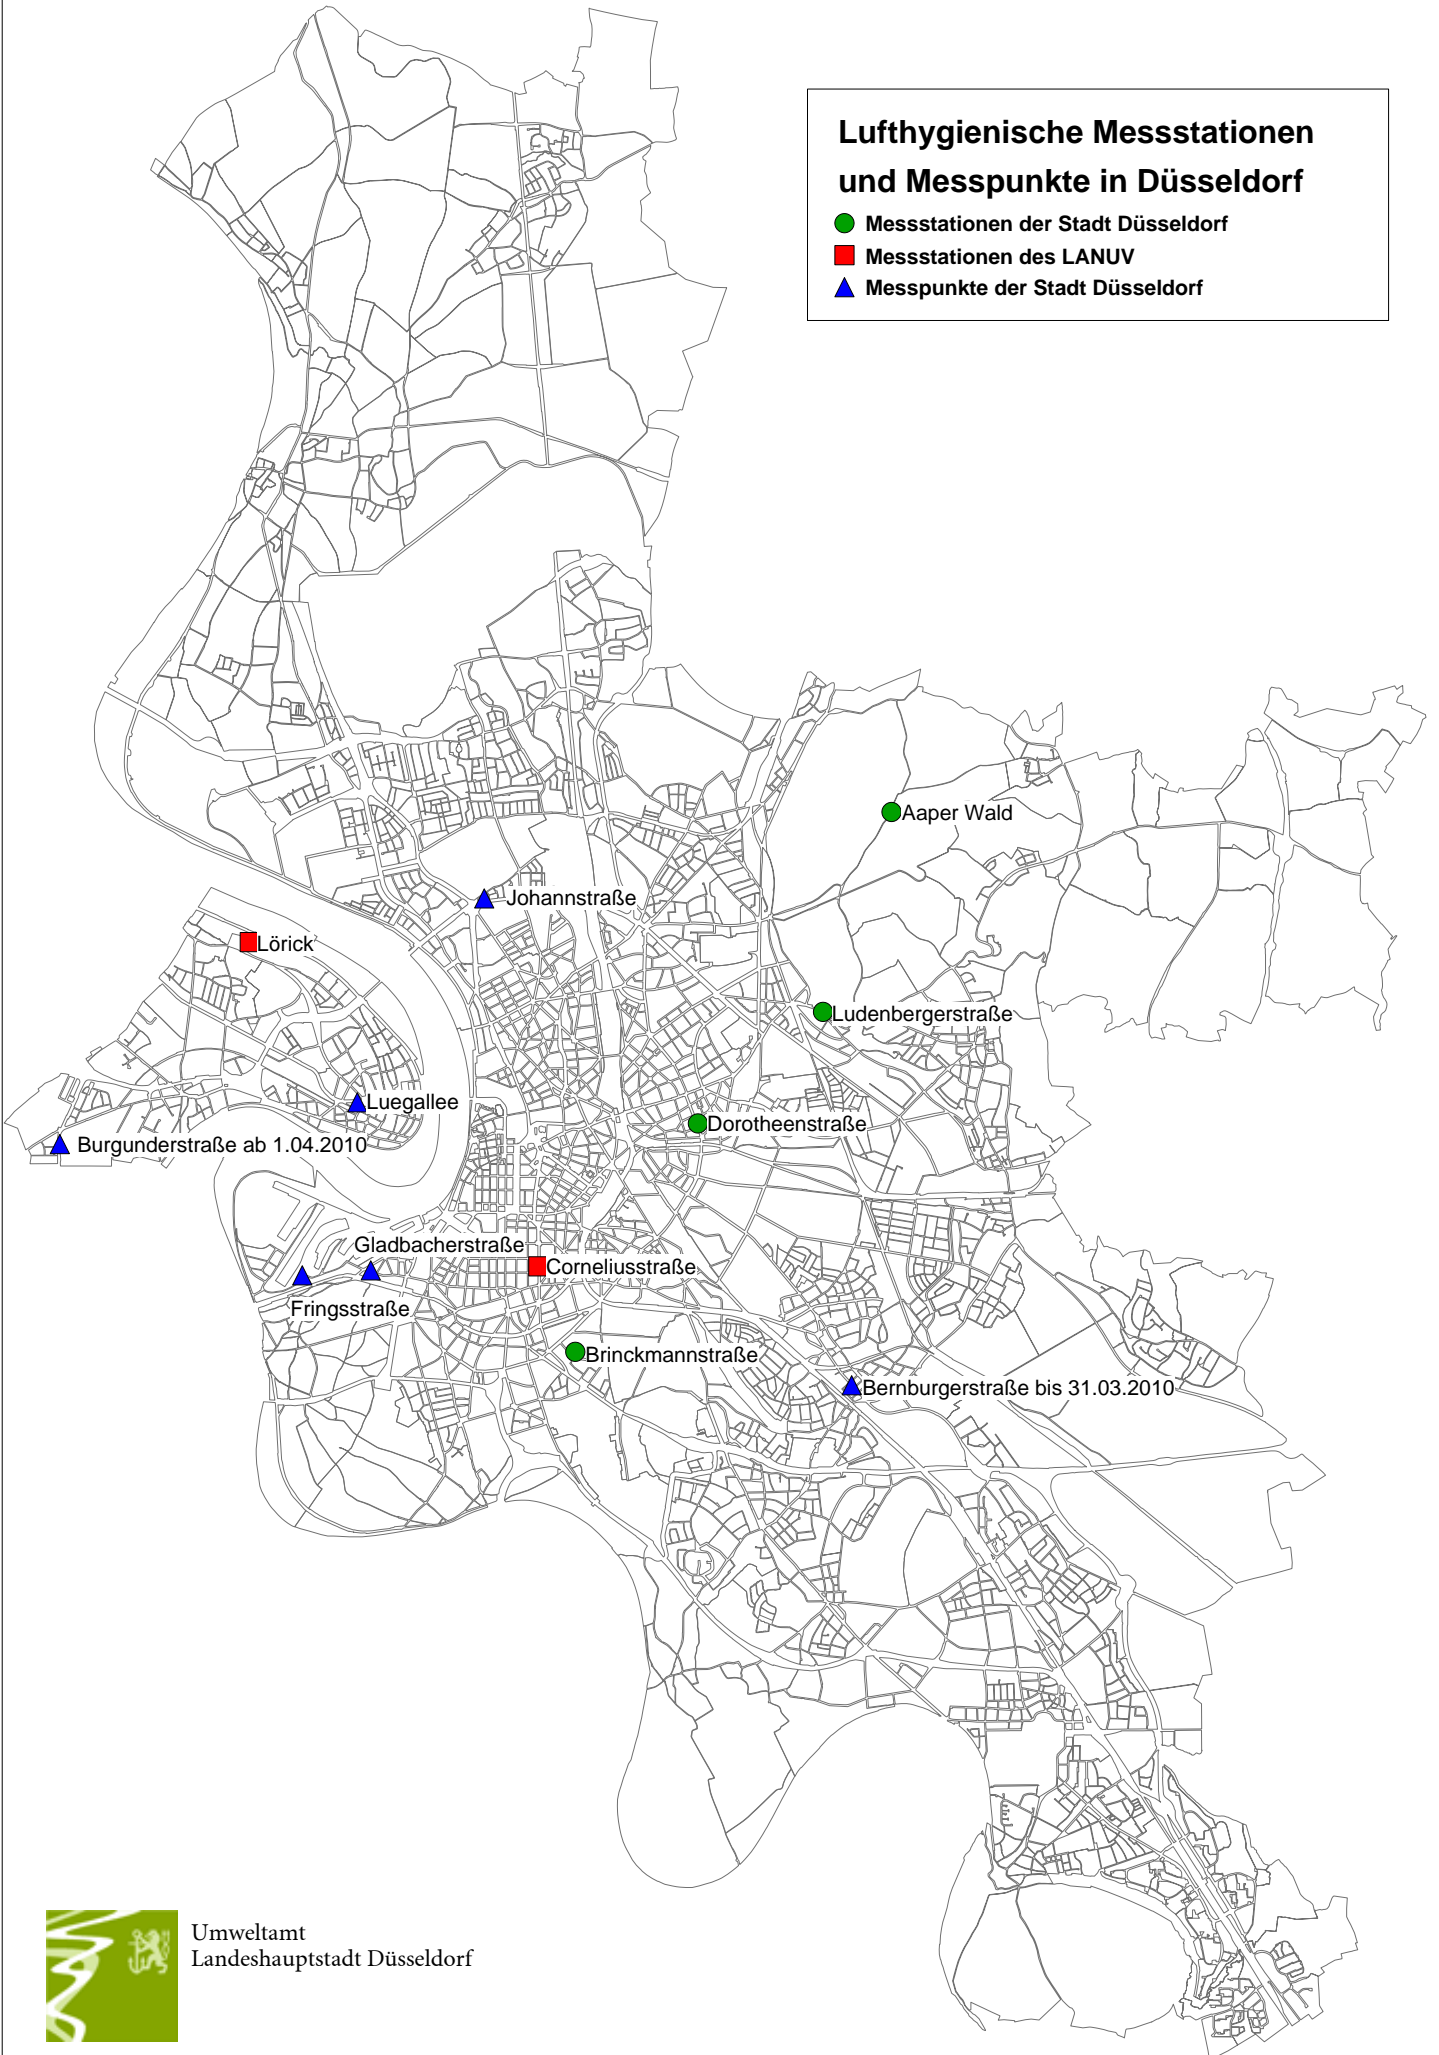 Lufthygienische Messstationen
und Messpunkte in Düsseldorf
Messstationen der Stadt Düsseldorf
Messstationen des LANUV
Messpunkte der Stadt Düsseldorf
Aaper Wald
Johannstraße
Lörick
Ludenbergerstraße
Luegallee
Dorotheenstraße
Burgunderstraße ab 1.04.2010
Gladbacherstraße
Corneliusstraße
Fringsstraße
Brinckmannstraße
Bernburgerstraße bis 31.03.2010
Umweltamt
Landeshauptstadt Düsseldorf